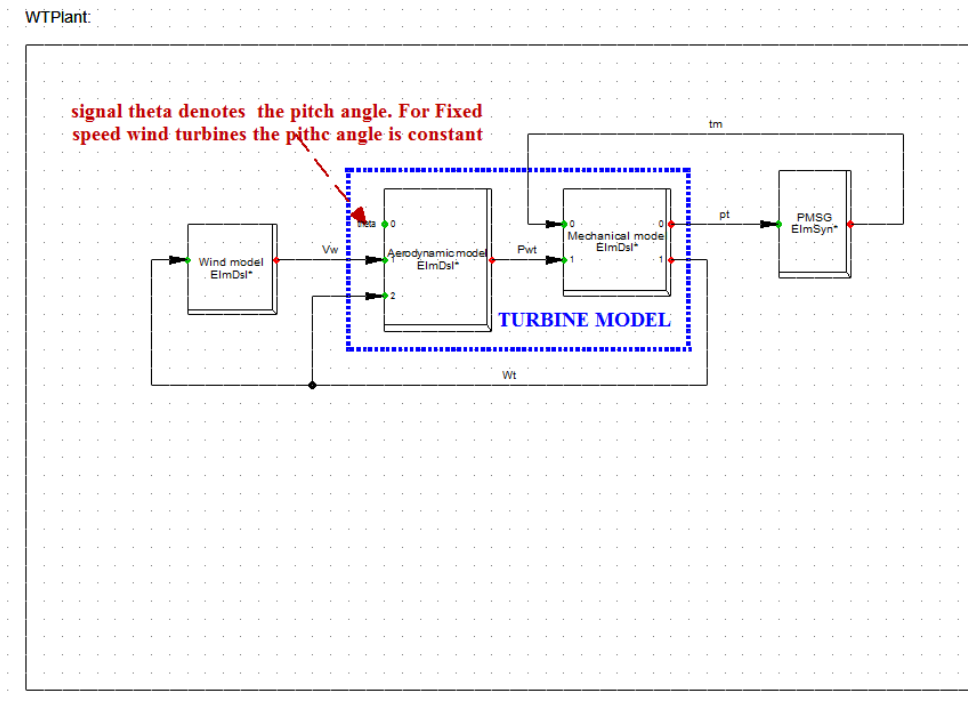 WTPlant:
signal theta denotes the pitch angle. For Fixed
speed wind turbines the pithc angle is constant
tm
theta
0
Wind model
ElmDsl*
Vw
Aerodynamic model
ElmDsl*
1
2
Pwt
0
0
Mechanical mode
ElmDsl*
1
1
pt
PMSG
ElmSyn*
TURBINE MODEL
Wt